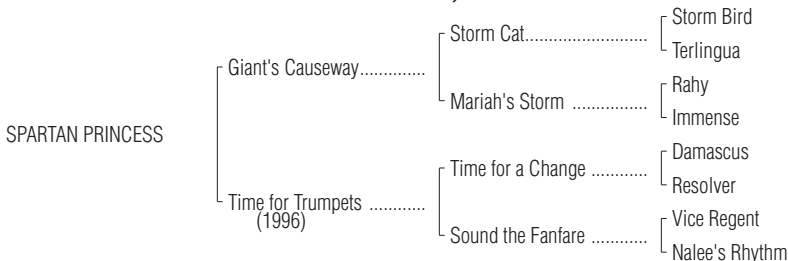 Storm Bird
Storm Cat............................
Terlingua
Giant's Causeway..............
Rahy
Mariah's Storm ................
Immense
SPARTAN PRINCESS
Damascus
Time for a Change ............
Resolver
Time for Trumpets ............
(1996)
Vice Regent
Sound the Fanfare ............
Nalee's Rhythm